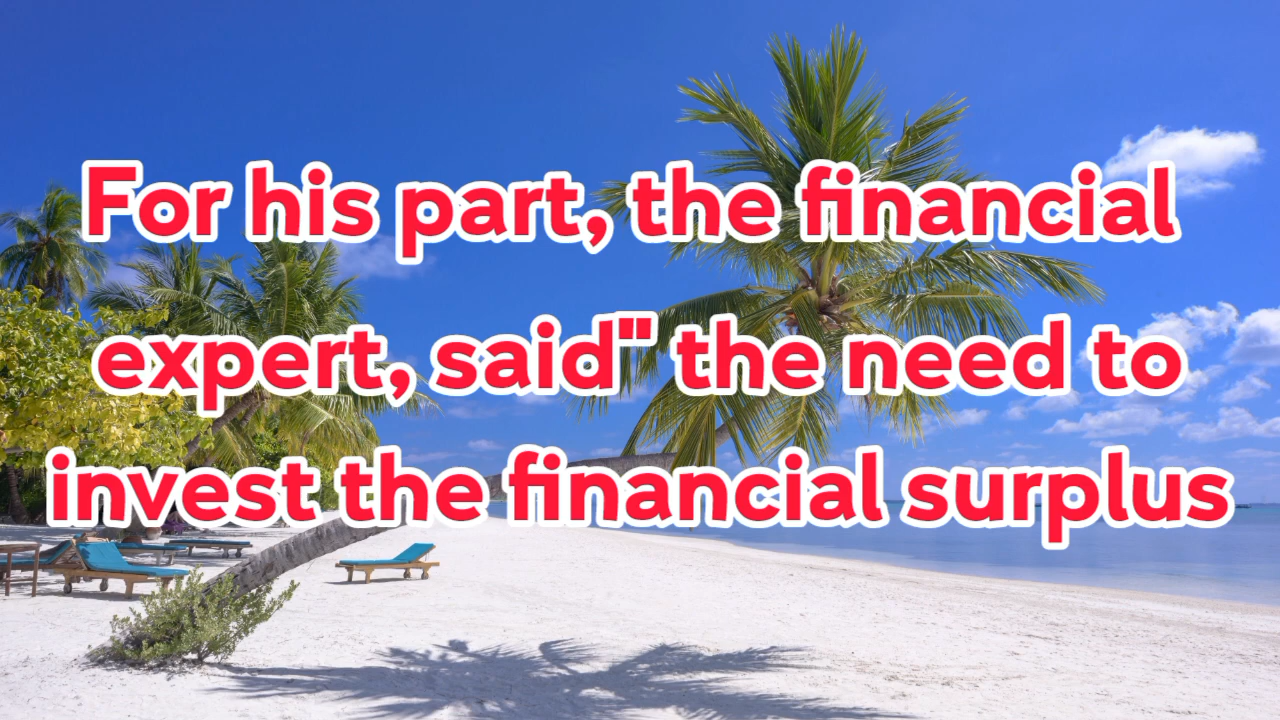 For his part, the financial
expert, said" the need to
invest the financial surplus